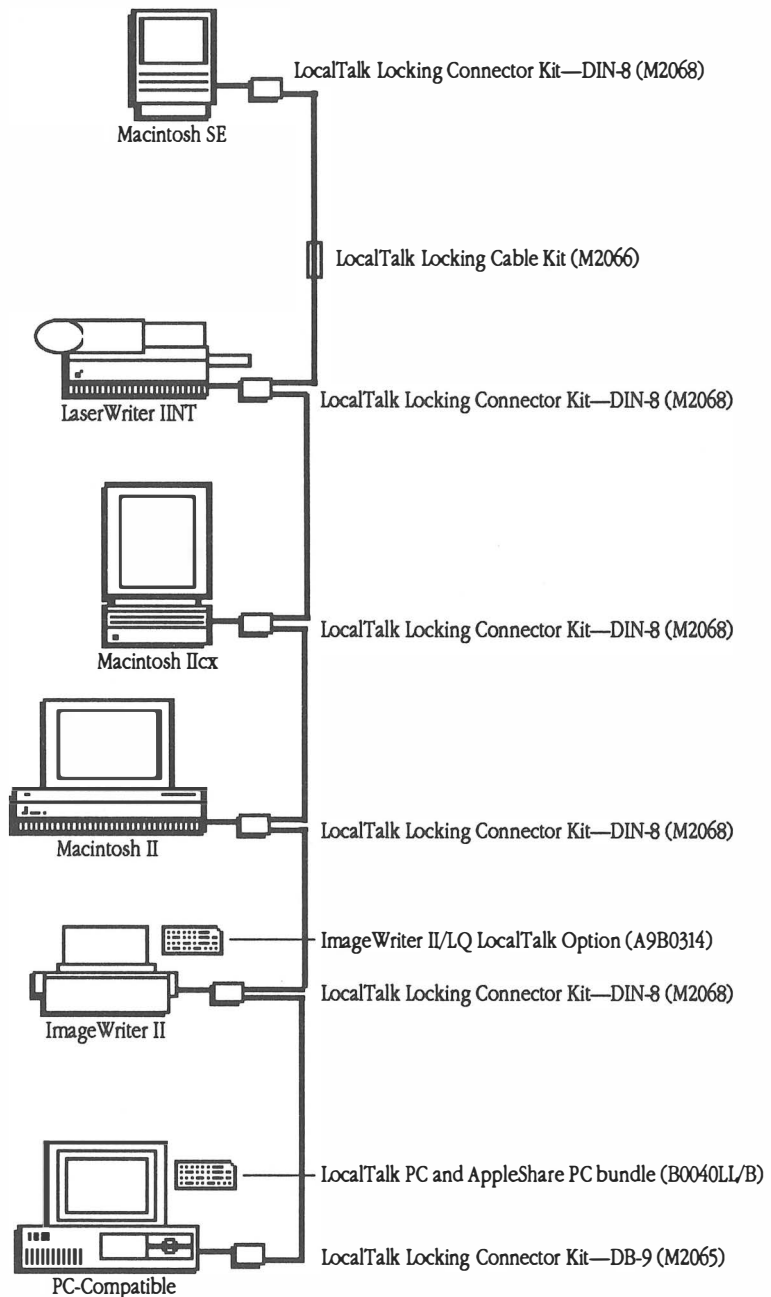 LocalTalk Locking Connector Kit—DIN-8 (M2068)
Macintosh SE
LocalTalk Locking Cable Kit (M2066)
LocalTalk Locking Connector Kit—DIN-8 (M2068)
LaserWriter IINT
LocalTalk Locking Connector Kit—DIN-8 (M2068)
Macintosh IIcx
LocalTalk Locking Connector Kit—DIN-8 (M2068)
Macintosh II
ImageWriter II/LQ LocalTalk Option (A9B0314)
LocalTalk Locking Connector Kit—DIN-8 (M2068)
ImageWriter II
LocalTalk PC and AppleShare PC bundle (B0040LL/B)
LocalTalk Locking Connector Kit—DB-9 (M2065)
PC-Compatible